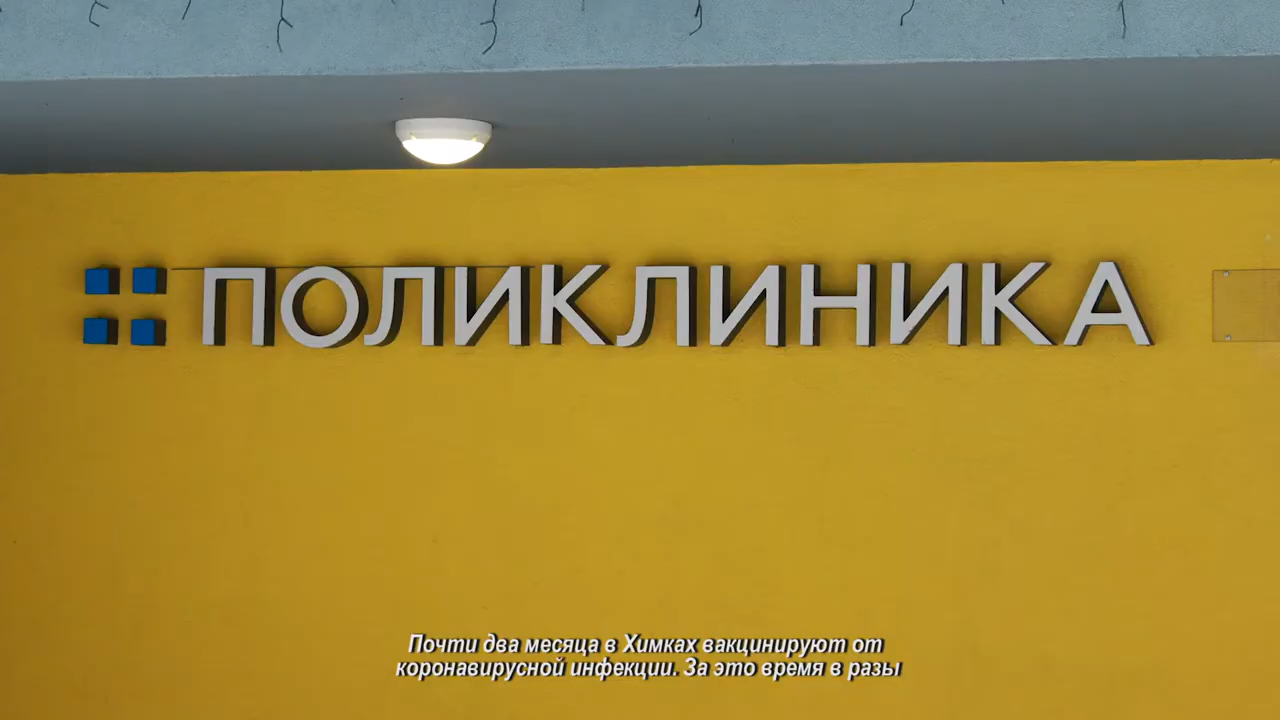 ПОЛИКЛИНИКА
Почти два месяца в Химках вакцинируют от
коронавирусной инфекции. За это время в разы